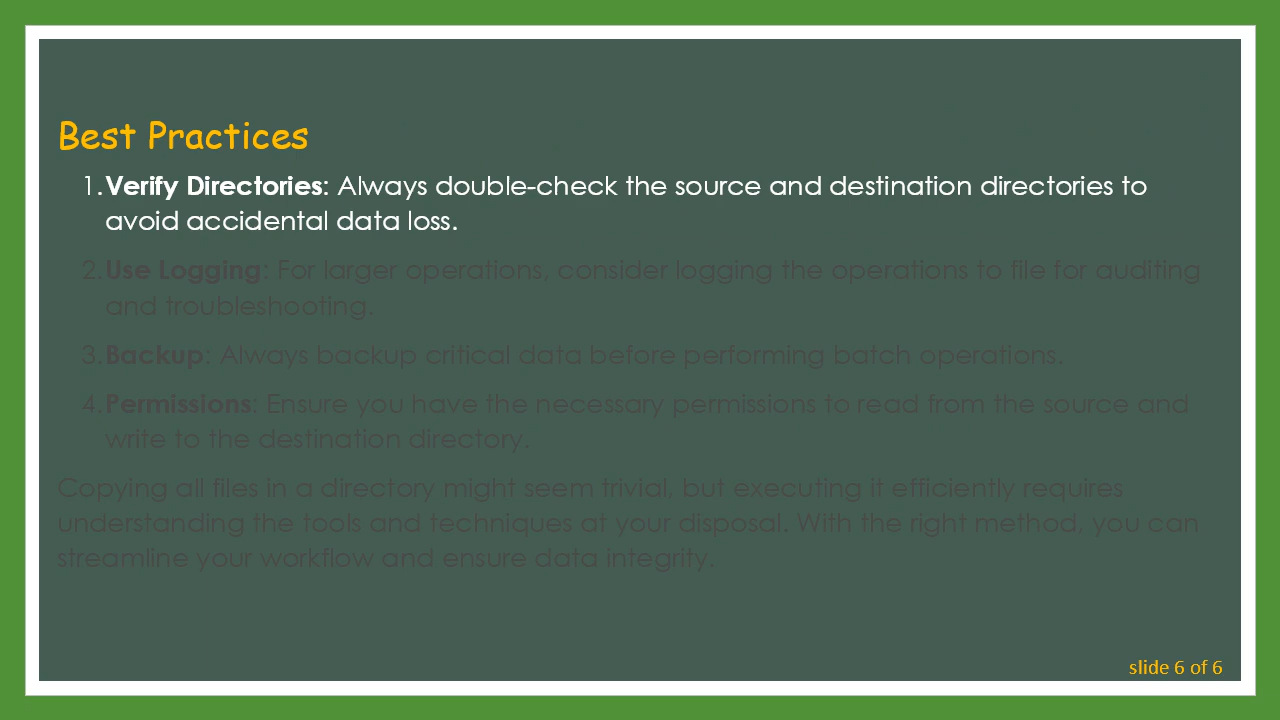 Best Practices
1. Verify Directories: Always double-check the source and destination directories to
avoid accidental data loss.
2. Use Logging: For larger operations, consider logging the operations to file for auditing
and troubleshooting.
3. Backup: Always backup critical data before performing batch operations.
4. Permissions: Ensure you have the necessary permissions to read from the source and
write to the destination directory.
Copying all files in a directory might seem trivial, but executing it efficiently requires
understanding the tools and techniques at your disposal. With the right method, you can
streamline your workflow and ensure data integrity.
slide 6 of 6